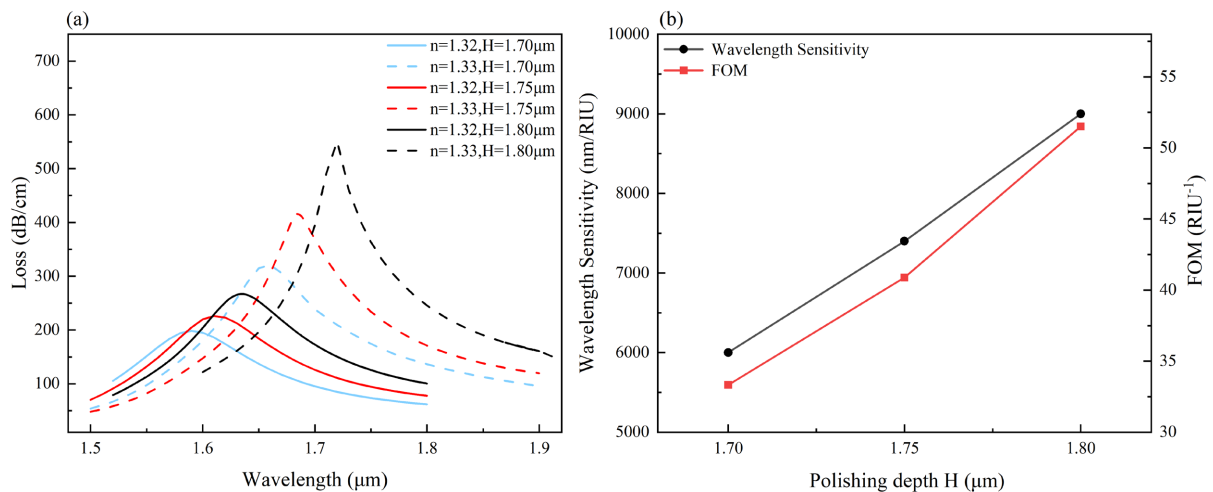 (a)
n=1.32,H=1.70μm
n=1.33,H=1.70μm
n=1.32,H=1.75μm
n=1.33,H=1.75μm
n=1.32,H=1.80μm
n=1.33,H=1.80μm
700
600
500
400
300
200
100
Loss (dB/cm)
1.5 1.6 1.7 1.8 1.9
Wavelength (μm)
(b)
Wavelength Sensitivity
FOM
10000
9000
8000
7000
6000
5000
Wavelength Sensitivity (nm/RIU)
55
50
45
40
35
30
FOM (RIU⁻¹)
1.70 1.75 1.80
Polishing depth H (μm)